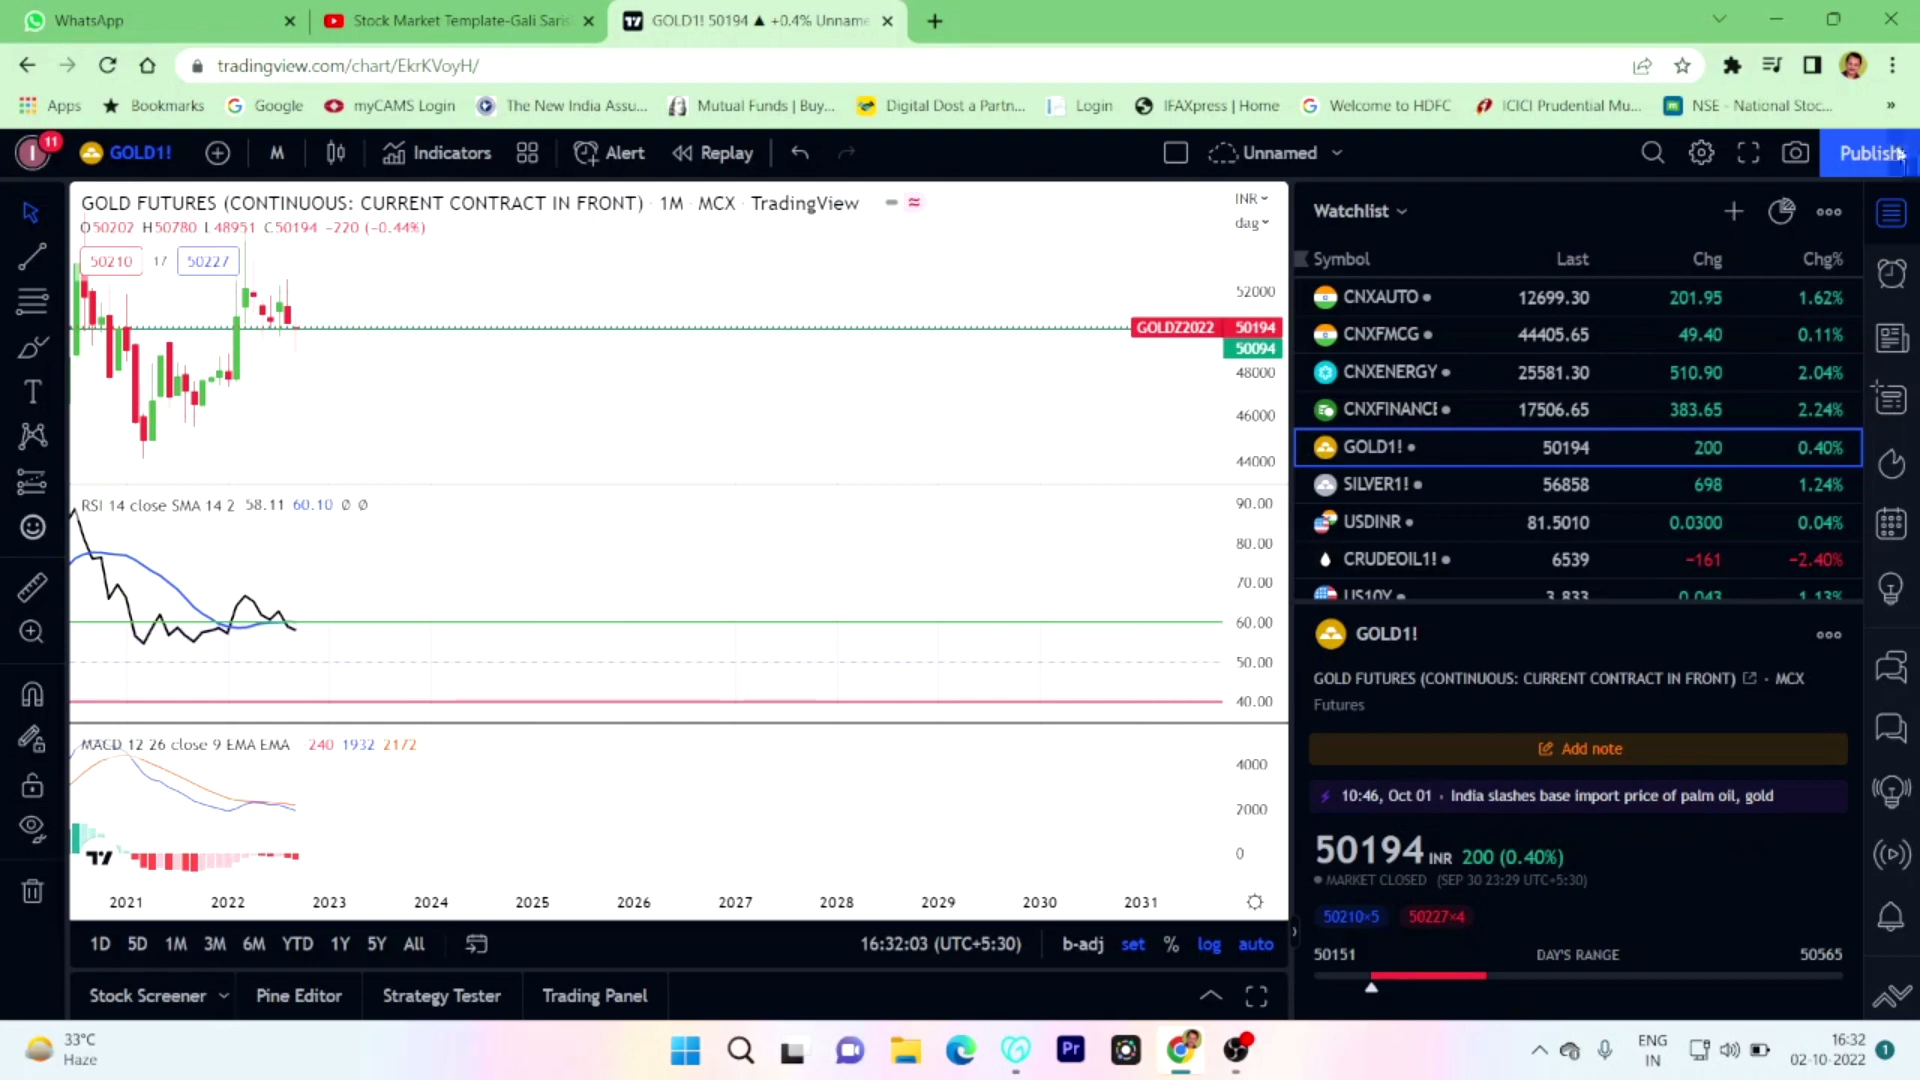 WhatsApp
Stock Market Template-Gali Saris
GOLD1! 50194 ▲ +0.4% Unname
tradingview.com/chart/EkrKVoyH/
Apps
Bookmarks
Google
myCAMS Login
The New India Assu...
Mutual Funds | Buy...
Digital Dost a Partn...
Login
IFAXpress | Home
Welcome to HDFC
ICICI Prudential Mu...
NSE - National Stoc...
»
I
11
GOLD1!
M
Indicators
Alert
Replay
Unnamed
Publish
GOLD FUTURES (CONTINUOUS: CURRENT CONTRACT IN FRONT) · 1M · MCX · TradingView
O50202 H50780 L48951 C50194 −220 (−0.44%)
50210
17
50227
INR
dag
52000
GOLDZ2022 50194
50094
48000
46000
44000
RSI 14 close SMA 14 2 58.11 60.10 ∅ ∅
90.00
80.00
70.00
60.00
50.00
40.00
MACD 12 26 close 9 EMA EMA 240 1932 2172
4000
2000
0
2021 2022 2023 2024 2025 2026 2027 2028 2029 2030 2031
1D 5D 1M 3M 6M YTD 1Y 5Y All
16:32:03 (UTC+5:30)
b-adj set % log auto
Stock Screener
Pine Editor
Strategy Tester
Trading Panel
Watchlist
Symbol Last Chg Chg%
CNXAUTO 12699.30 201.95 1.62%
CNXFMCG 44405.65 49.40 0.11%
CNXENERGY 25581.30 510.90 2.04%
CNXFINANCE 17506.65 383.65 2.24%
GOLD1! 50194 200 0.40%
SILVER1! 56858 698 1.24%
USDINR 81.5010 0.0300 0.04%
CRUDEOIL1! 6539 −161 −2.40%
US10Y 3.833 0.043 1.13%
GOLD1!
GOLD FUTURES (CONTINUOUS: CURRENT CONTRACT IN FRONT) · MCX
Futures
Add note
10:46, Oct 01 · India slashes base import price of palm oil, gold
50194 INR 200 (0.40%)
MARKET CLOSED (SEP 30 23:29 UTC+5:30)
50210×5 50227×4
50151 DAY'S RANGE 50565
33°C
Haze
Pr
ENG
IN
16:32
02-10-2022
1